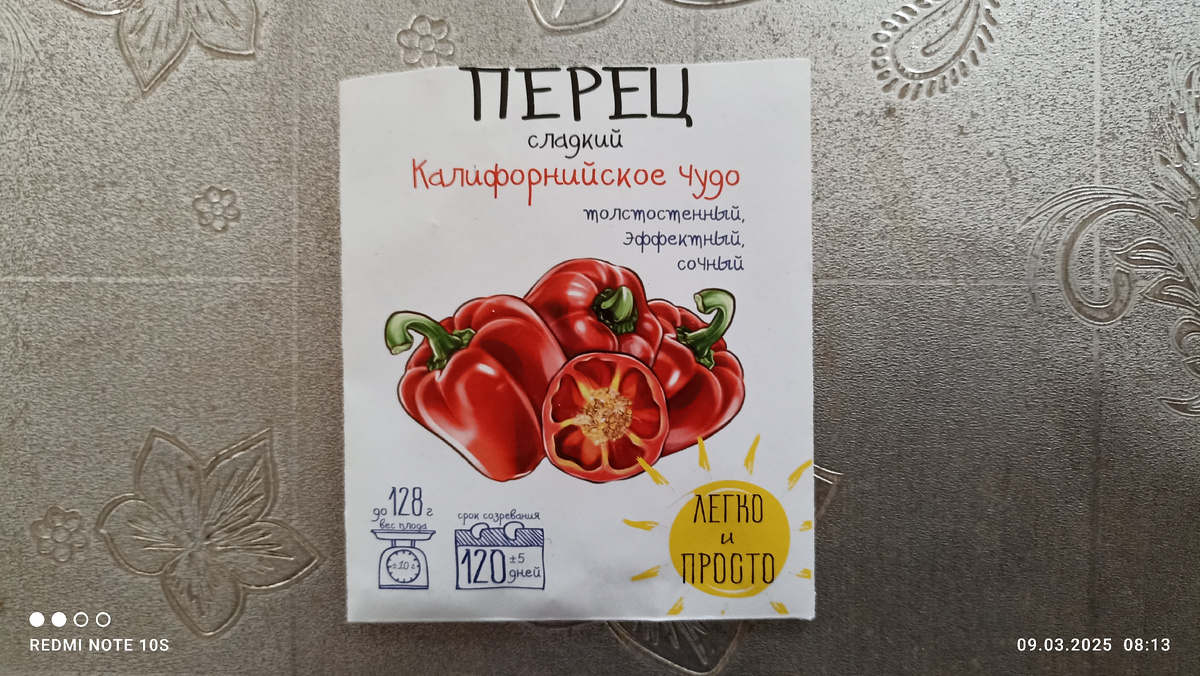 ПЕРЕЦ
сладкий
Калифорнийское Чудо
толстостенный,
эффектный,
сочный
до 128 г
вес плода
±10 г
срок созревания
120 ±5
дней
ЛЕГКО
и
ПРОСТО
REDMI NOTE 10S
09.03.2025 08:13